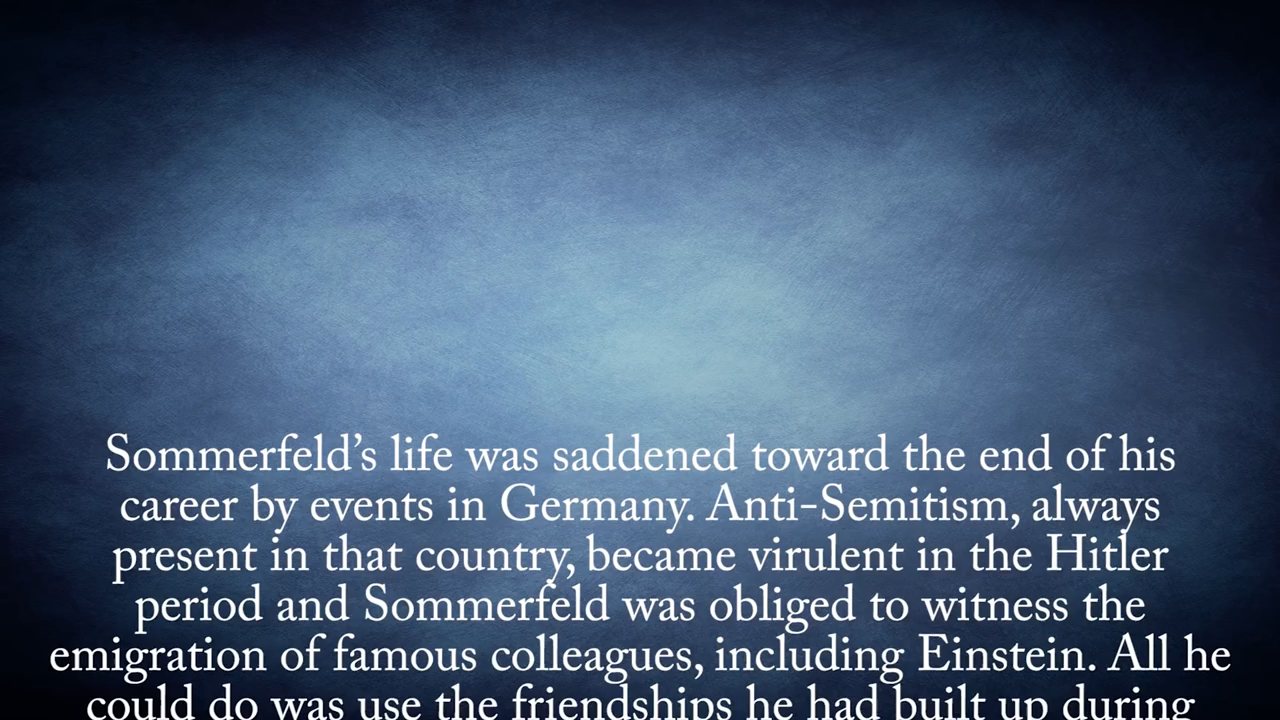 Sommerfeld’s life was saddened toward the end of his
career by events in Germany. Anti-Semitism, always
present in that country, became virulent in the Hitler
period and Sommerfeld was obliged to witness the
emigration of famous colleagues, including Einstein. All he
could do was use the friendships he had built up during